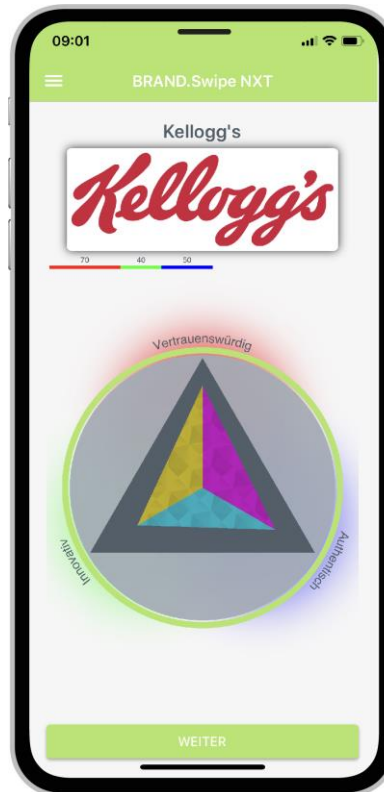 09:01
BRAND.Swipe NXT
Kellogg's
Kellogg's
70 40 50
Vertrauenswürdig
Innovativ
Authentisch
WEITER